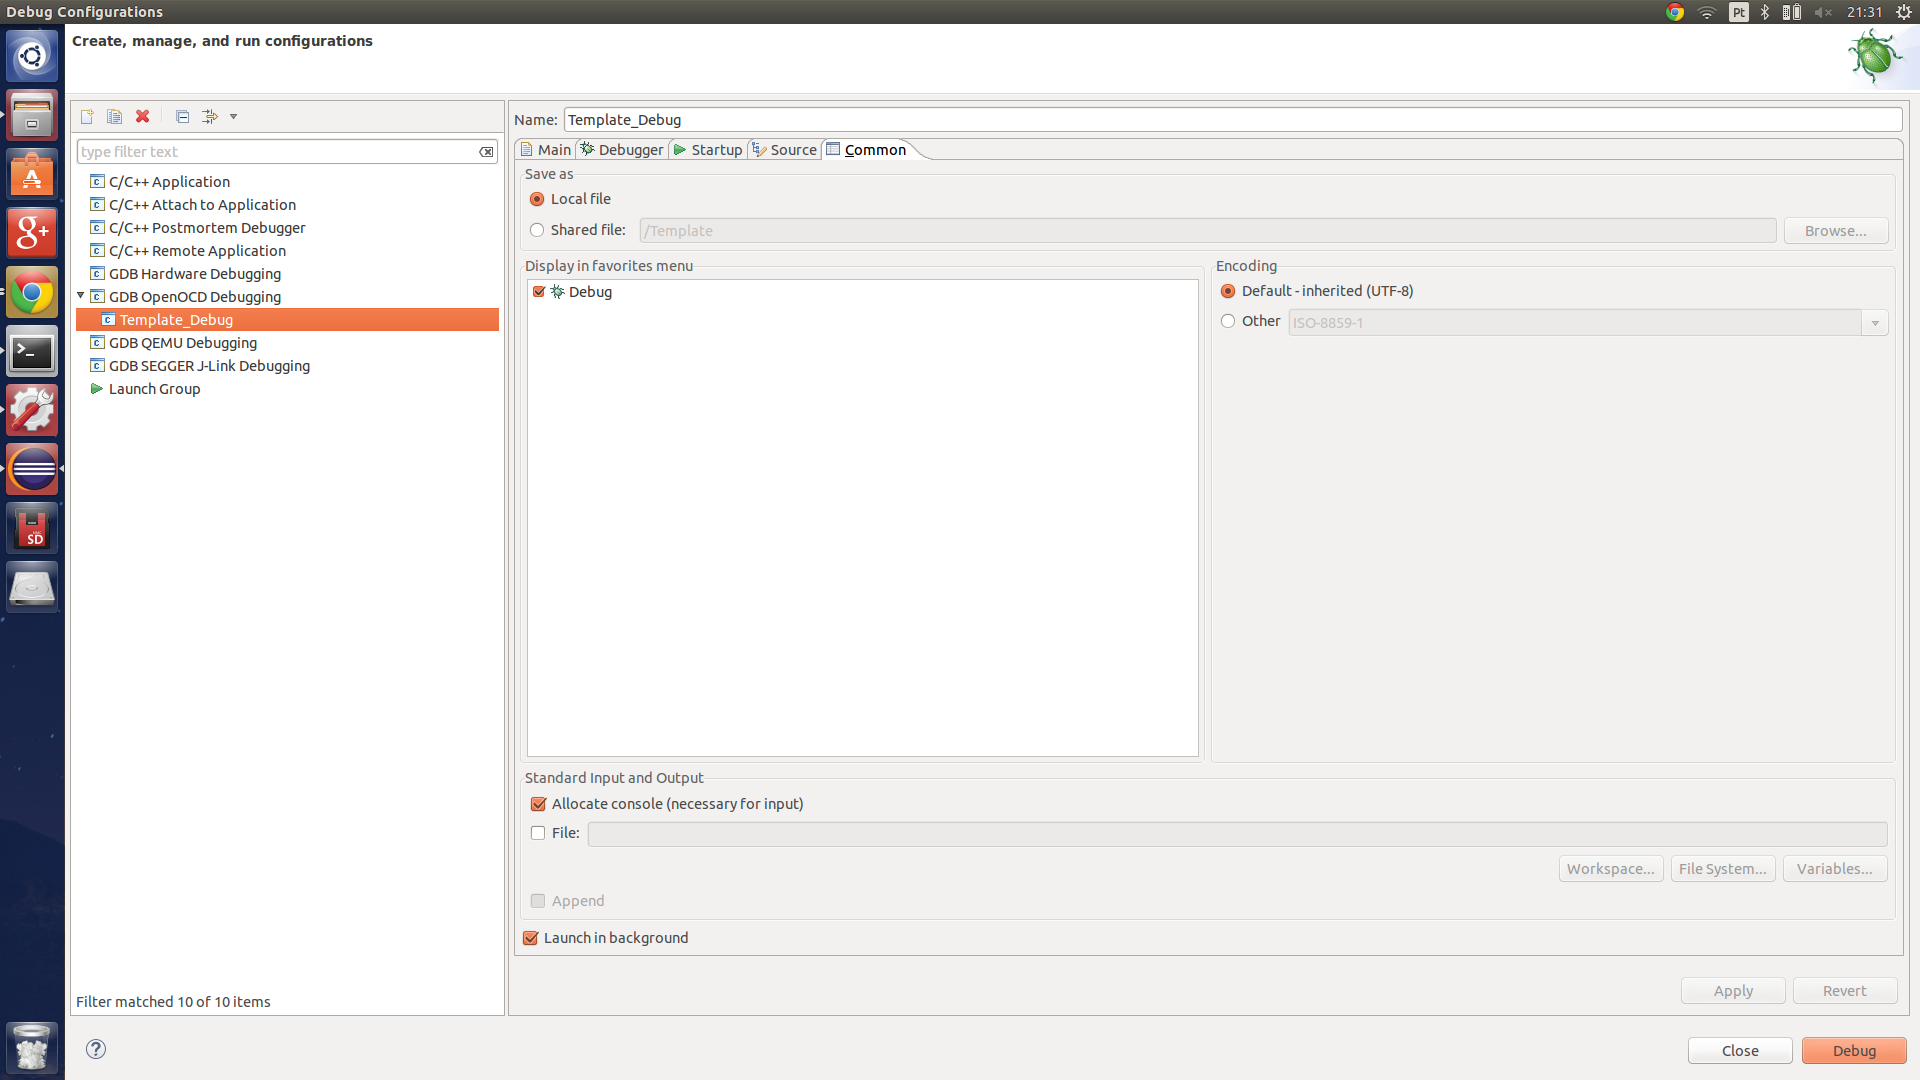 Debug Configurations
Pt
21:31
Create, manage, and run configurations
type filter text
C/C++ Application
C/C++ Attach to Application
C/C++ Postmortem Debugger
C/C++ Remote Application
GDB Hardware Debugging
GDB OpenOCD Debugging
Template_Debug
GDB QEMU Debugging
GDB SEGGER J-Link Debugging
Launch Group
Filter matched 10 of 10 items
Name: Template_Debug
Main Debugger Startup Source Common
Save as
Local file
Shared file: /Template Browse...
Display in favorites menu
Debug
Encoding
Default - inherited (UTF-8)
Other ISO-8859-1
Standard Input and Output
Allocate console (necessary for input)
File:
Workspace... File System... Variables...
Append
Launch in background
Apply Revert
Close Debug
g+
SD